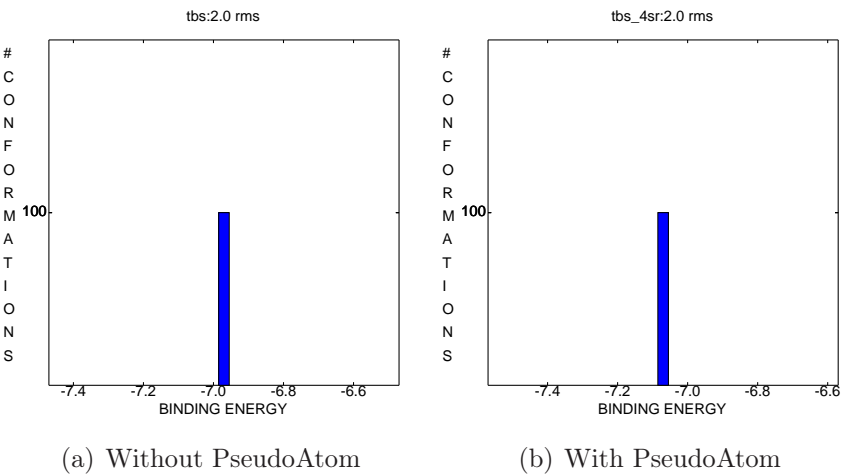 tbs:2.0 rms
#CONFORMATIONS
100
-7.4 -7.2 -7.0 -6.8 -6.6
BINDING ENERGY
(a) Without PseudoAtom
tbs_4sr:2.0 rms
#CONFORMATIONS
100
-7.4 -7.2 -7.0 -6.8 -6.6
BINDING ENERGY
(b) With PseudoAtom